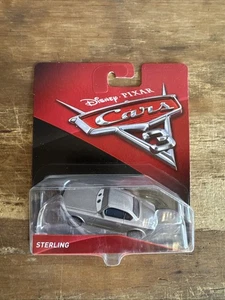 Disney · PIXAR
Cars
3
STERLING